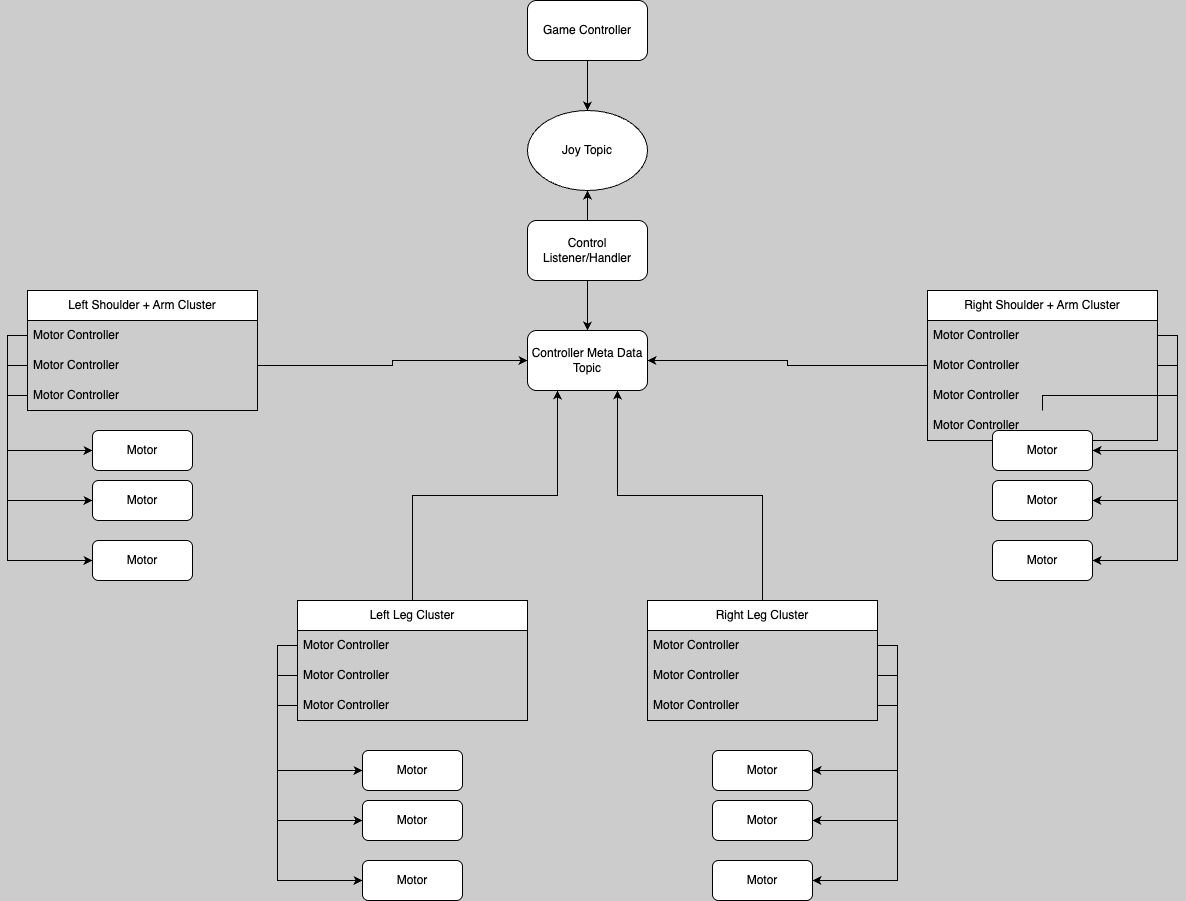 Game Controller
Joy Topic
Control
Listener/Handler
Left Shoulder + Arm Cluster
Motor Controller
Motor Controller
Motor Controller
Motor
Motor
Motor
Controller Meta Data
Topic
Right Shoulder + Arm Cluster
Motor Controller
Motor Controller
Motor Controller
Motor Controller
Motor
Motor
Motor
Left Leg Cluster
Motor Controller
Motor Controller
Motor Controller
Motor
Motor
Motor
Right Leg Cluster
Motor Controller
Motor Controller
Motor Controller
Motor
Motor
Motor